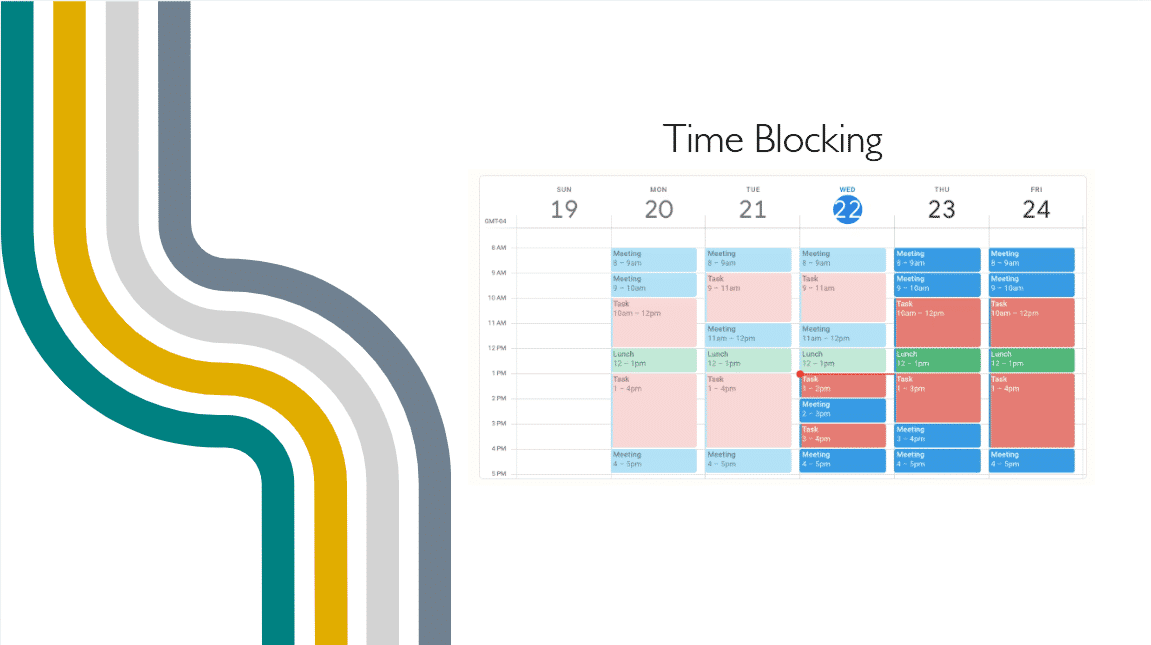 Time Blocking
SUN MON TUE WED THU FRI
19 20 21 22 23 24
GMT-04
8 AM
Meeting Meeting Meeting Meeting Meeting
8 – 9am 8 – 9am 8 – 9am 8 – 9am 8 – 9am
9 AM
Meeting Task Task Meeting Meeting
9 – 10am 9 – 11am 9 – 11am 9 – 10am 9 – 10am
10 AM
Task Task Task
10am – 12pm 10am – 12pm 10am – 12pm
11 AM
Meeting Meeting
11am – 12pm 11am – 12pm
12 PM
Lunch Lunch Lunch Lunch Lunch
12 – 1pm 12 – 1pm 12 – 1pm 12 – 1pm 12 – 1pm
1 PM
Task Task Task Task Task
1 – 4pm 1 – 4pm 1 – 2pm 1 – 3pm 1 – 4pm
2 PM
Meeting
2 – 3pm
3 PM
Task Meeting
3 – 4pm 3 – 4pm
4 PM
Meeting Meeting Meeting Meeting Meeting
4 – 5pm 4 – 5pm 4 – 5pm 4 – 5pm 4 – 5pm
5 PM